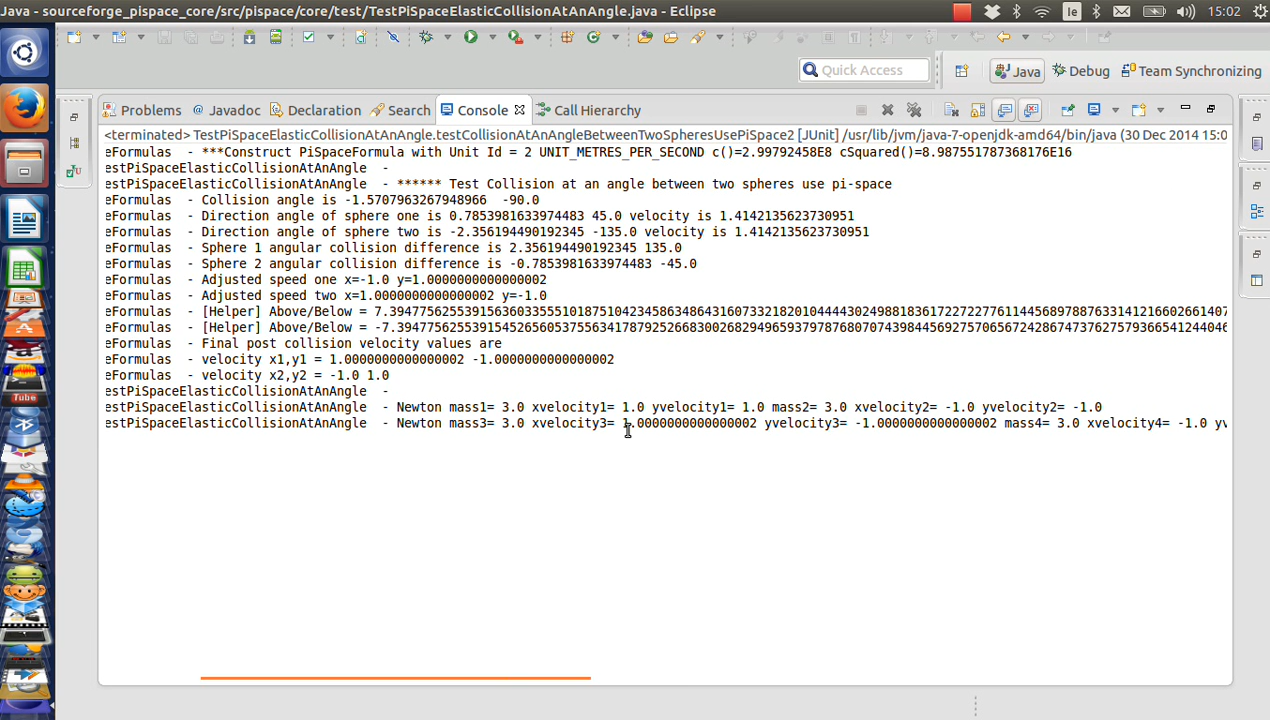 Java - sourceforge_pispace_core/src/pispace/core/test/TestPiSpaceElasticCollisionAtAnAngle.java - Eclipse
Ie
15:02
Quick Access
Java
Debug
Team Synchronizing
Problems
@ Javadoc
Declaration
Search
Console
Call Hierarchy
<terminated> TestPiSpaceElasticCollisionAtAnAngle.testCollisionAtAnAngleBetweenTwoSpheresUsePiSpace2 [JUnit] /usr/lib/jvm/java-7-openjdk-amd64/bin/java (30 Dec 2014 15:0
eFormulas - ***Construct PiSpaceFormula with Unit Id = 2 UNIT_METRES_PER_SECOND c()=2.99792458E8 cSquared()=8.987551787368176E16
estPiSpaceElasticCollisionAtAnAngle -
estPiSpaceElasticCollisionAtAnAngle - ****** Test Collision at an angle between two spheres use pi-space
eFormulas - Collision angle is -1.5707963267948966 -90.0
eFormulas - Direction angle of sphere one is 0.7853981633974483 45.0 velocity is 1.4142135623730951
eFormulas - Direction angle of sphere two is -2.356194490192345 -135.0 velocity is 1.4142135623730951
eFormulas - Sphere 1 angular collision difference is 2.356194490192345 135.0
eFormulas - Sphere 2 angular collision difference is -0.7853981633974483 -45.0
eFormulas - Adjusted speed one x=-1.0 y=1.0000000000000002
eFormulas - Adjusted speed two x=1.0000000000000002 y=-1.0
eFormulas - [Helper] Above/Below =
eFormulas - [Helper] Above/Below =
eFormulas - Final post collision velocity values are
eFormulas - velocity x1,y1 = 1.0000000000000002 -1.0000000000000002
eFormulas - velocity x2,y2 = -1.0 1.0
estPiSpaceElasticCollisionAtAnAngle -
estPiSpaceElasticCollisionAtAnAngle - Newton mass1= 3.0 xvelocity1= 1.0 yvelocity1= 1.0 mass2= 3.0 xvelocity2= -1.0 yvelocity2= -1.0
estPiSpaceElasticCollisionAtAnAngle - Newton mass3= 3.0 xvelocity3= 1.0000000000000002 yvelocity3= -1.0000000000000002 mass4= 3.0 xvelocity4= -1.0 yv
Tube